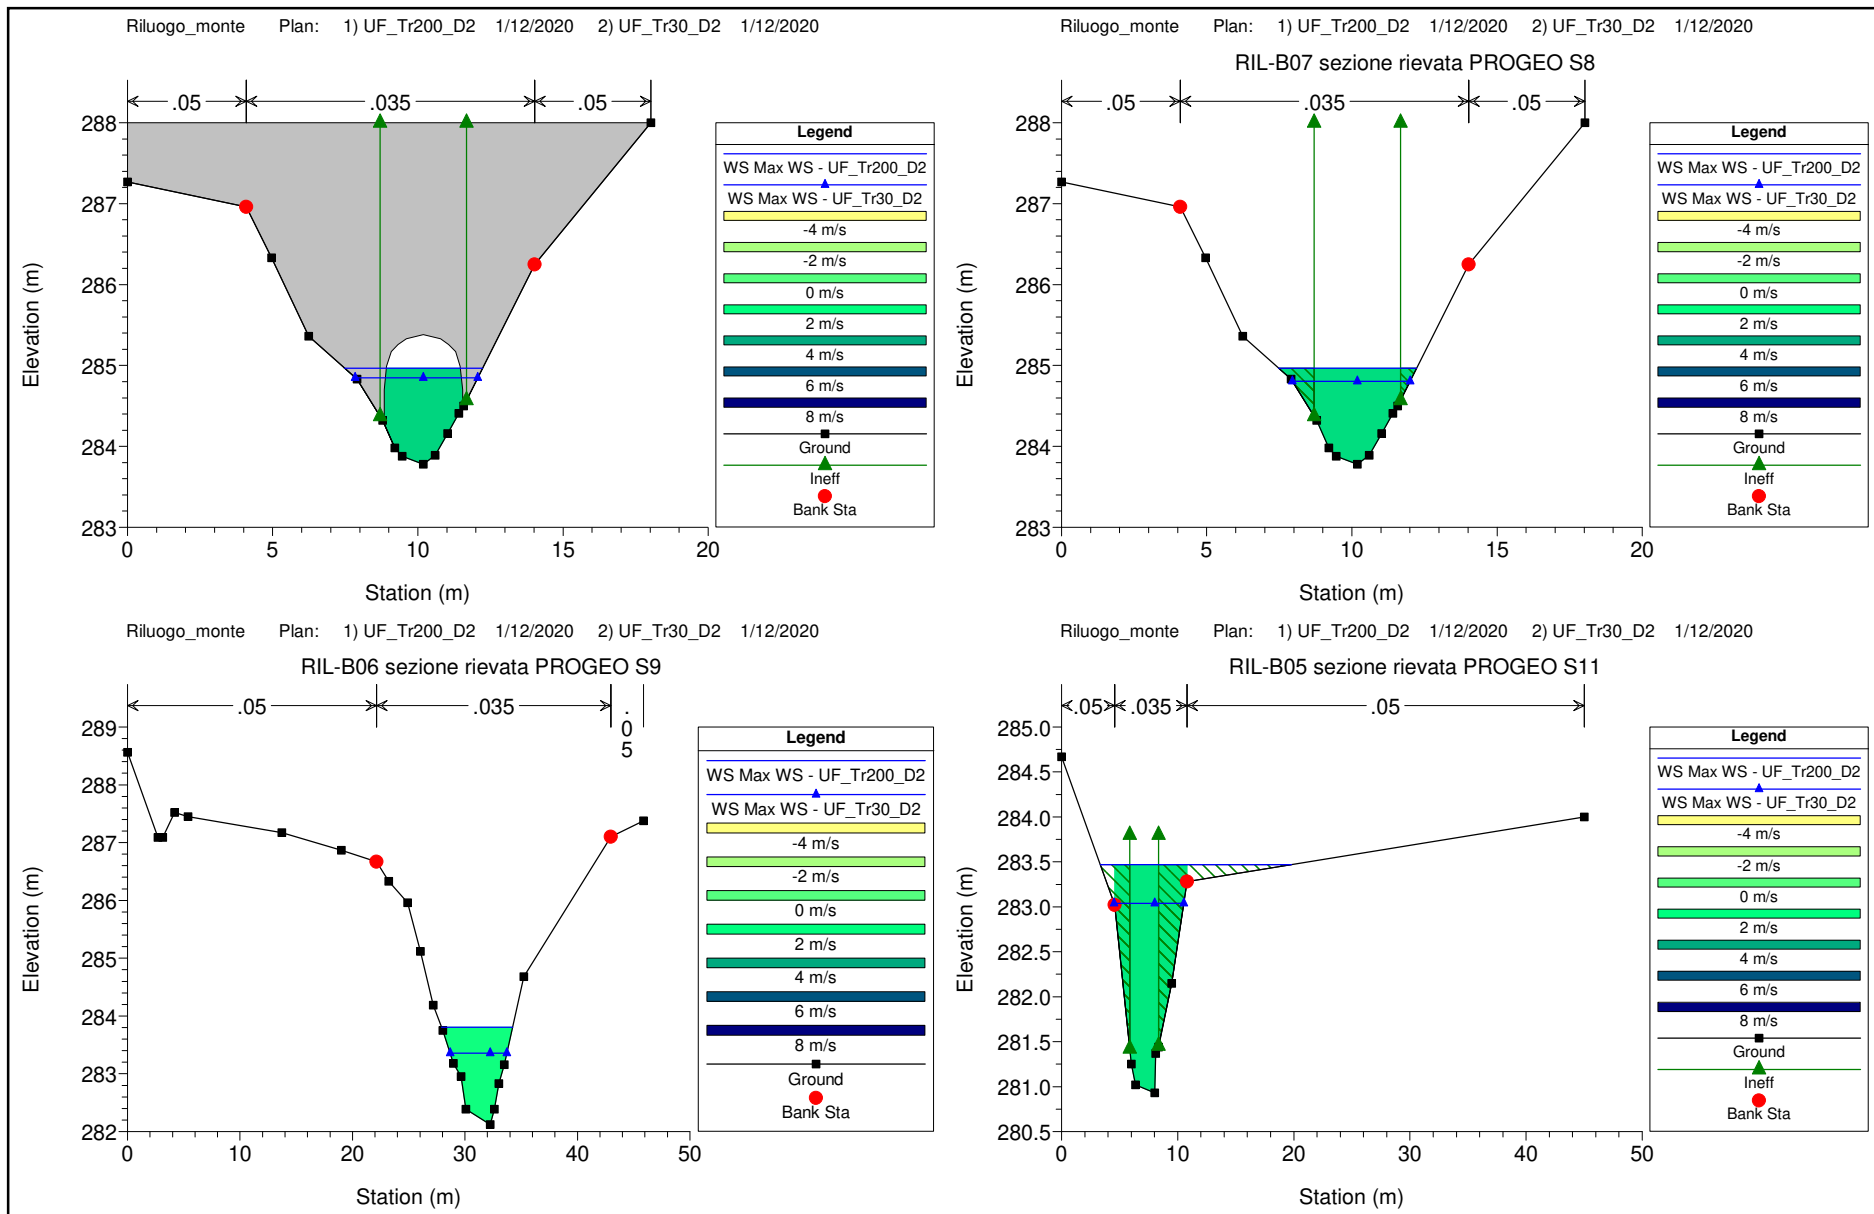 Riluogo_monte Plan: 1) UF_Tr200_D2 1/12/2020 2) UF_Tr30_D2 1/12/2020
.05 .035 .05
288
287
286
285
284
283
0 5 10 15 20
Elevation (m)
Station (m)
Legend
WS Max WS - UF_Tr200_D2
WS Max WS - UF_Tr30_D2
-4 m/s
-2 m/s
0 m/s
2 m/s
4 m/s
6 m/s
8 m/s
Ground
Ineff
Bank Sta
Riluogo_monte Plan: 1) UF_Tr200_D2 1/12/2020 2) UF_Tr30_D2 1/12/2020
RIL-B07 sezione rievata PROGEO S8
.05 .035 .05
288
287
286
285
284
283
0 5 10 15 20
Elevation (m)
Station (m)
Legend
WS Max WS - UF_Tr200_D2
WS Max WS - UF_Tr30_D2
-4 m/s
-2 m/s
0 m/s
2 m/s
4 m/s
6 m/s
8 m/s
Ground
Ineff
Bank Sta
Riluogo_monte Plan: 1) UF_Tr200_D2 1/12/2020 2) UF_Tr30_D2 1/12/2020
RIL-B06 sezione rievata PROGEO S9
.05 .035 .05
289
288
287
286
285
284
283
282
0 10 20 30 40 50
Elevation (m)
Station (m)
Legend
WS Max WS - UF_Tr200_D2
WS Max WS - UF_Tr30_D2
-4 m/s
-2 m/s
0 m/s
2 m/s
4 m/s
6 m/s
8 m/s
Ground
Bank Sta
Riluogo_monte Plan: 1) UF_Tr200_D2 1/12/2020 2) UF_Tr30_D2 1/12/2020
RIL-B05 sezione rievata PROGEO S11
.05 .035 .05
285.0
284.5
284.0
283.5
283.0
282.5
282.0
281.5
281.0
280.5
0 10 20 30 40 50
Elevation (m)
Station (m)
Legend
WS Max WS - UF_Tr200_D2
WS Max WS - UF_Tr30_D2
-4 m/s
-2 m/s
0 m/s
2 m/s
4 m/s
6 m/s
8 m/s
Ground
Ineff
Bank Sta